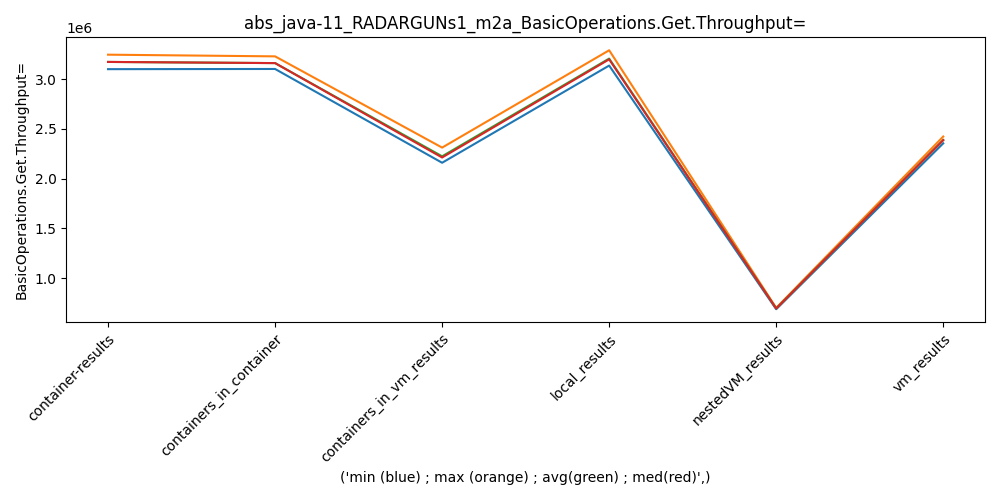 abs_java-11_RADARGUNs1_m2a_BasicOperations.Get.Throughput=
1e6
BasicOperations.Get.Throughput=
3.0
2.5
2.0
1.5
1.0
container-results
containers_in_container
containers_in_vm_results
local_results
nestedVM_results
vm_results
('min (blue) ; max (orange) ; avg(green) ; med(red)',)